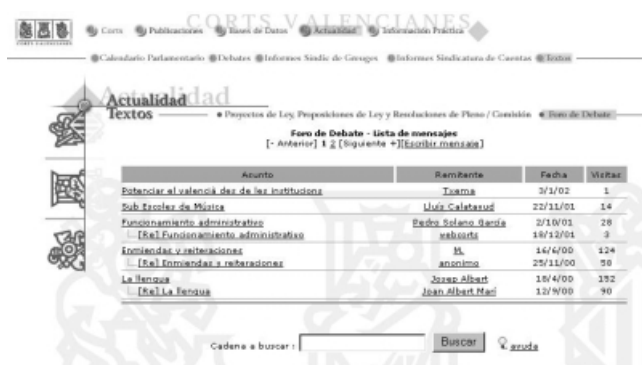 CORTS VALENCIANES
Corts Publicaciones Bases de Datos Actualidad Información Práctica
CORTS VALENCIANES
Calendario Parlamentario Debates Informes Síndic de Greuges Informes Sindicatura de Cuentas Textos
Actualidad
Textos
Proyectos de Ley, Proposiciones de Ley y Resoluciones de Pleno / Comisión Foro de Debate
Foro de Debate - Lista de mensajes
[- Anterior] 1 2 [Siguiente +][Escribir mensaje]
Asunto Remitente Fecha Visitas
Potenciar el valencià des de les institucions Txema 3/1/02 1
Sub Escoles de Música Lluís Calatayud 22/11/01 14
Funcionamiento administrativo Pedro Solano García 2/10/01 28
[Re] Funcionamiento administrativo webcorts 18/12/01 3
Enmiendas y reiteraciones M. 16/6/00 124
[Re] Enmiendas y reiteraciones anonimo 25/11/00 50
La llengua Josep Albert 18/4/00 152
[Re] La llengua Joan Albert Marí 12/9/00 90
Cadena a buscar : Buscar ayuda